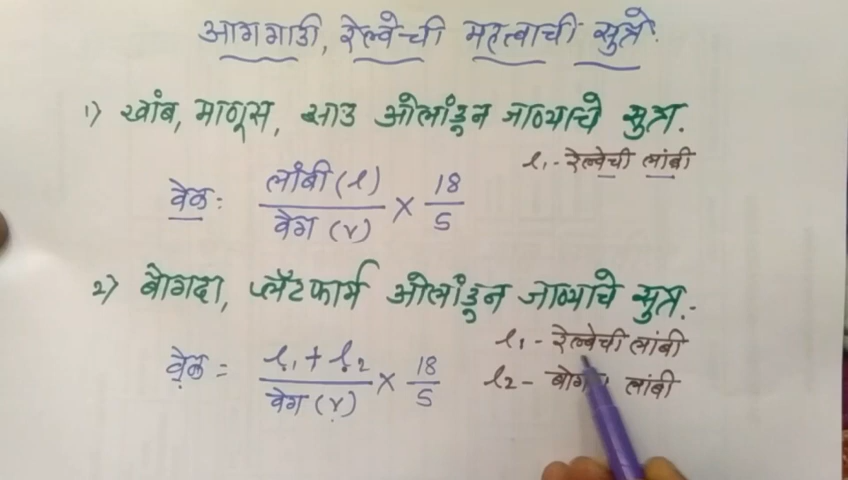 आगगाडी, रेल्वेची महत्वाची सुत्रे.
1) खांब, माणूस, झाड ओलांडून जाण्याचे सुत्र.
l₁ - रेल्वेची लांबी
वेळ: लांबी (l) / वेग (v) × 18/5
2) बोगदा, प्लॅटफार्म ओलांडून जाण्याचे सुत्र.-
l₁ - रेल्वेची लांबी
वेळ = l₁ + l₂ / वेग (v) × 18/5
l₂ - लांबी